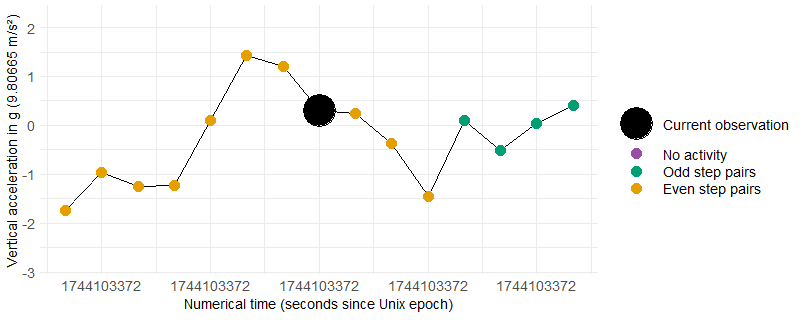 Vertical acceleration in g (9.80665 m/s²)
2
1
0
-1
-2
-3
1744103372 1744103372 1744103372 1744103372 1744103372
Numerical time (seconds since Unix epoch)
Current observation
No activity
Odd step pairs
Even step pairs